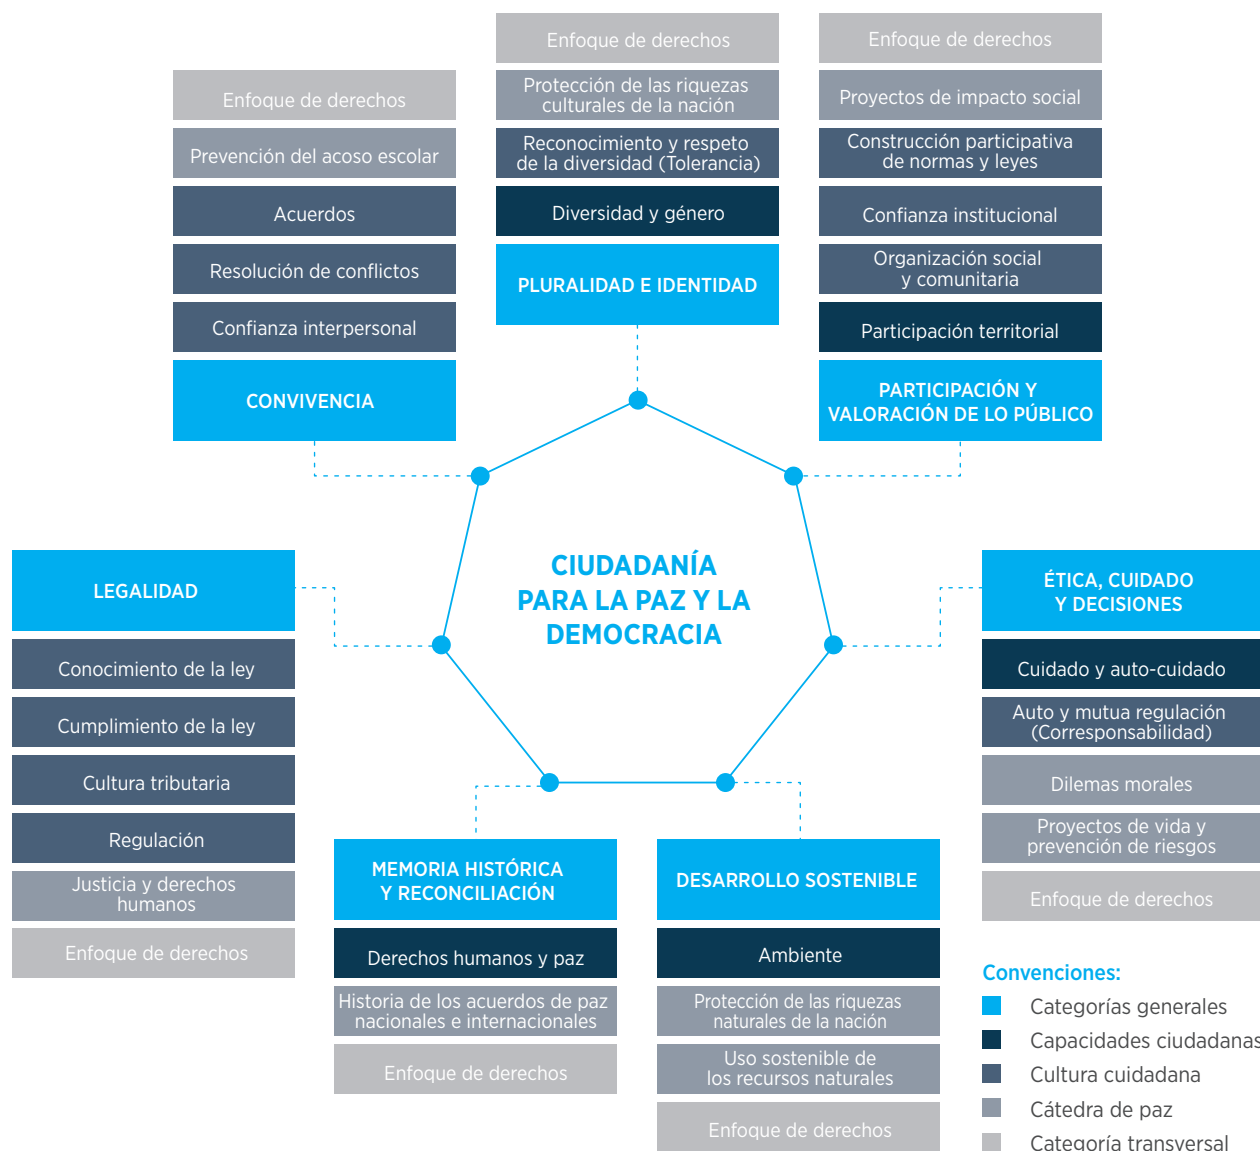 Enfoque de derechos
Prevención del acoso escolar
Acuerdos
Resolución de conflictos
Confianza interpersonal
CONVIVENCIA
Enfoque de derechos
Protección de las riquezas
culturales de la nación
Reconocimiento y respeto
de la diversidad (Tolerancia)
Diversidad y género
PLURALIDAD E IDENTIDAD
Enfoque de derechos
Proyectos de impacto social
Construcción participativa
de normas y leyes
Confianza institucional
Organización social
y comunitaria
Participación territorial
PARTICIPACIÓN Y
VALORACIÓN DE LO PÚBLICO
CIUDADANÍA
PARA LA PAZ Y LA
DEMOCRACIA
LEGALIDAD
Conocimiento de la ley
Cumplimiento de la ley
Cultura tributaria
Regulación
Justicia y derechos
humanos
Enfoque de derechos
MEMORIA HISTÓRICA
Y RECONCILIACIÓN
Derechos humanos y paz
Historia de los acuerdos de paz
nacionales e internacionales
Enfoque de derechos
DESARROLLO SOSTENIBLE
Ambiente
Protección de las riquezas
naturales de la nación
Uso sostenible de
los recursos naturales
Enfoque de derechos
ÉTICA, CUIDADO
Y DECISIONES
Cuidado y auto-cuidado
Auto y mutua regulación
(Corresponsabilidad)
Dilemas morales
Proyectos de vida y
prevención de riesgos
Enfoque de derechos
Convenciones:
Categorías generales
Capacidades ciudadanas
Cultura cuidadana
Cátedra de paz
Categoría transversal